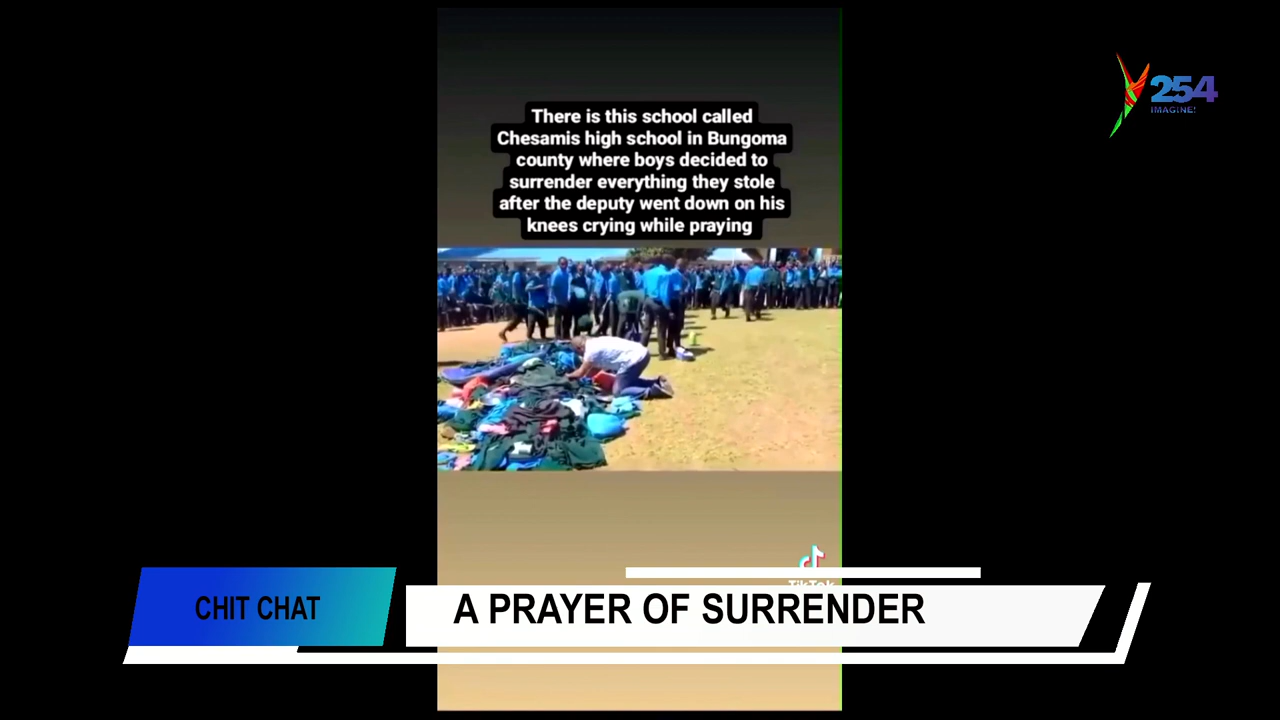 254
IMAGINE!
There is this school called
Chesamis high school in Bungoma
county where boys decided to
surrender everything they stole
after the deputy went down on his
knees crying while praying
TikTok
CHIT CHAT
A PRAYER OF SURRENDER